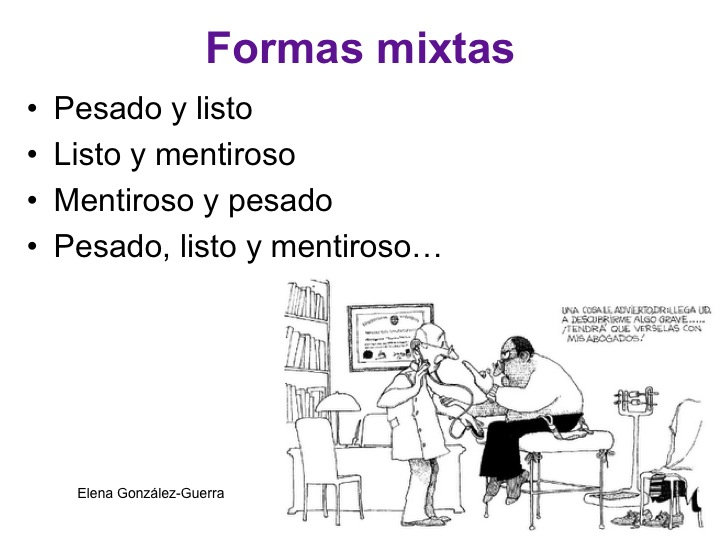 Formas mixtas
• Pesado y listo
• Listo y mentiroso
• Mentiroso y pesado
• Pesado, listo y mentiroso…
UNA COSA LE ADVIERTO, DR.: LLEGA UD.
A DESCUBRIRME ALGO GRAVE.....
¡TENDRÁ QUE VERSELAS CON
MIS ABOGADOS!
Elena González-Guerra